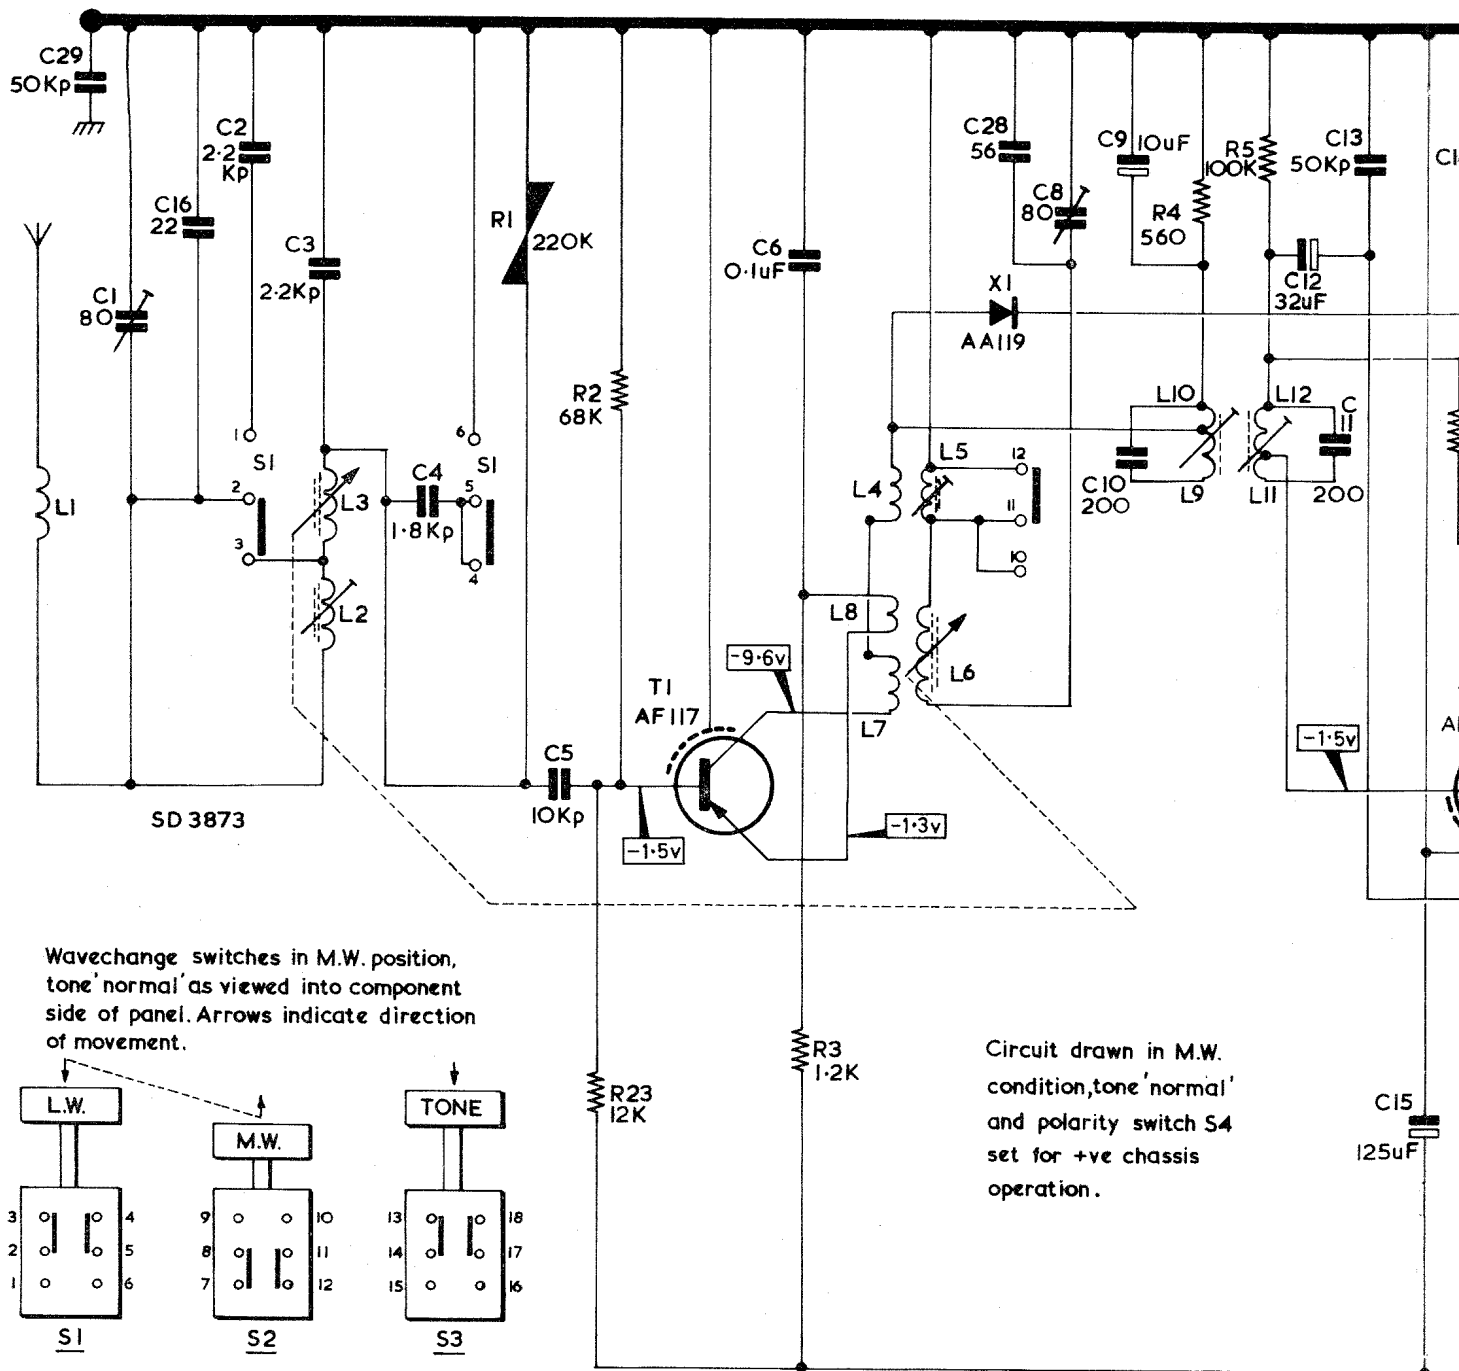 C29
50Kp
C2
2·2
Kp
C16
22
C3
2·2Kp
C1
80
R1
220K
C6
0·1uF
C28
56
C8
80
C9
10uF
R4
560
R5
100K
C13
50Kp
C12
32uF
X1
AA119
R2
68K
1
S1
2
3
L1
L3
L2
C4
1·8Kp
6
S1
5
4
L4
L5
12
11
10
L10
L9
C10
200
L12
L11
C
11
200
L8
L6
L7
-9·6v
T1
AF117
C5
10Kp
-1·5v
-1·3v
-1·5v
SD 3873
Wavechange switches in M.W. position,
tone 'normal' as viewed into component
side of panel. Arrows indicate direction
of movement.
L.W.
M.W.
TONE
3
4
2
5
1
6
S1
9
10
8
11
7
12
S2
13
18
14
17
15
16
S3
R23
12K
R3
1·2K
Circuit drawn in M.W.
condition, tone 'normal'
and polarity switch S4
set for +ve chassis
operation.
C15
125uF